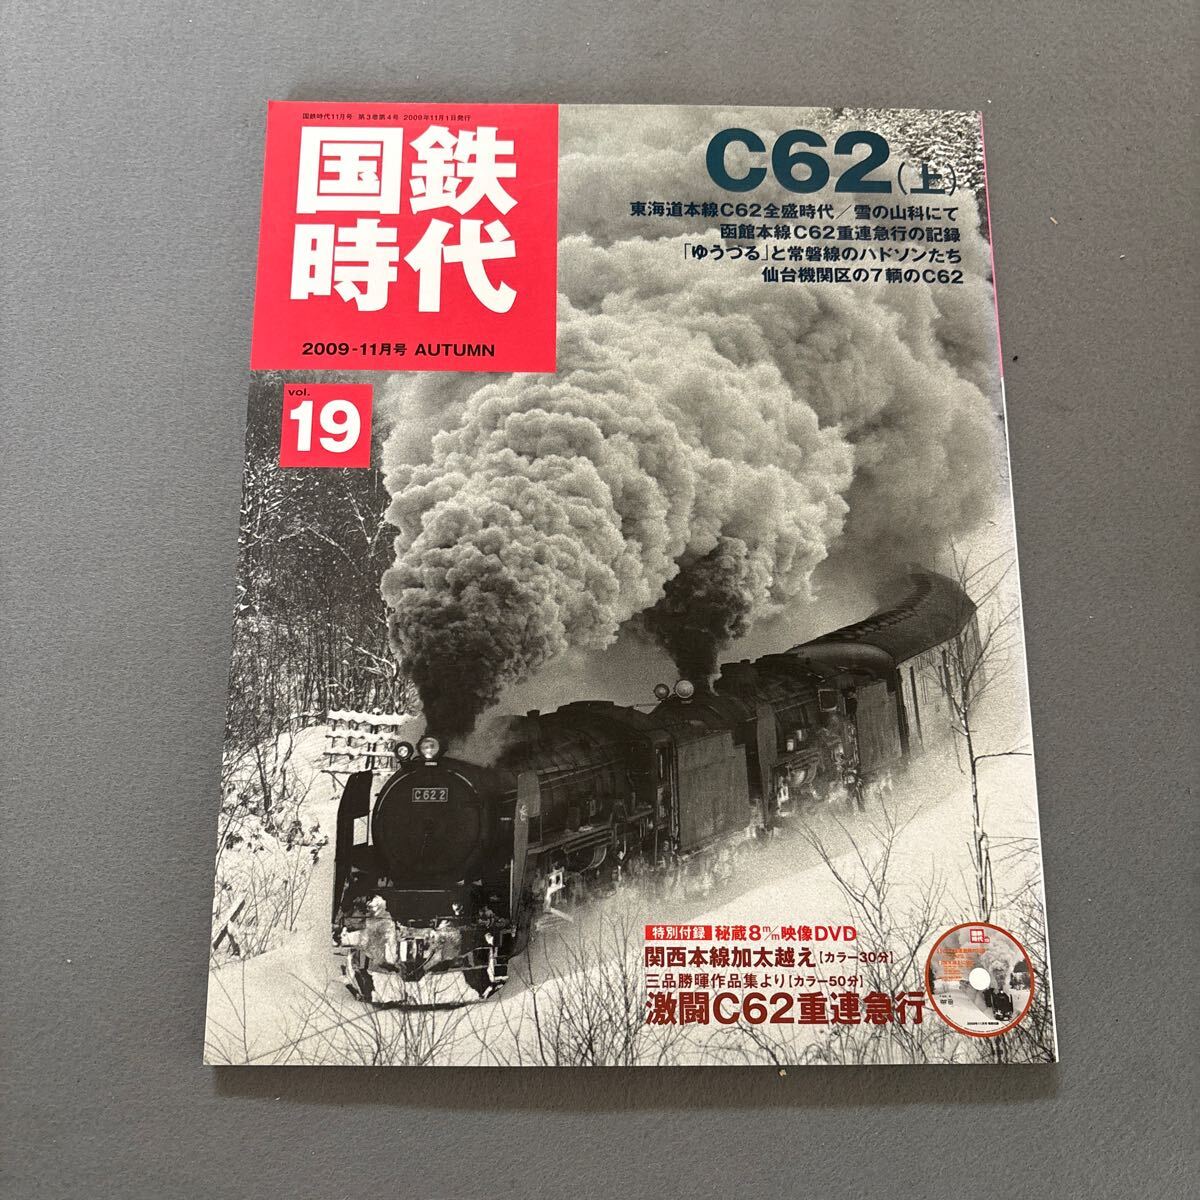 国鉄時代11月号 第3巻第4号 2009年11月1日発行
国鉄
時代
2009-11月号 AUTUMN
vol.
19
C62(上)
東海道本線C62全盛時代/雪の山科にて
函館本線C62重連急行の記録
「ゆうづる」と常磐線のハドソンたち
仙台機関区の7輌のC62
C62 2
特別付録 秘蔵8m/m映像DVD
関西本線加太越え[カラー30分]
三品勝暉作品集より[カラー50分]
激闘C62重連急行
国鉄
時代